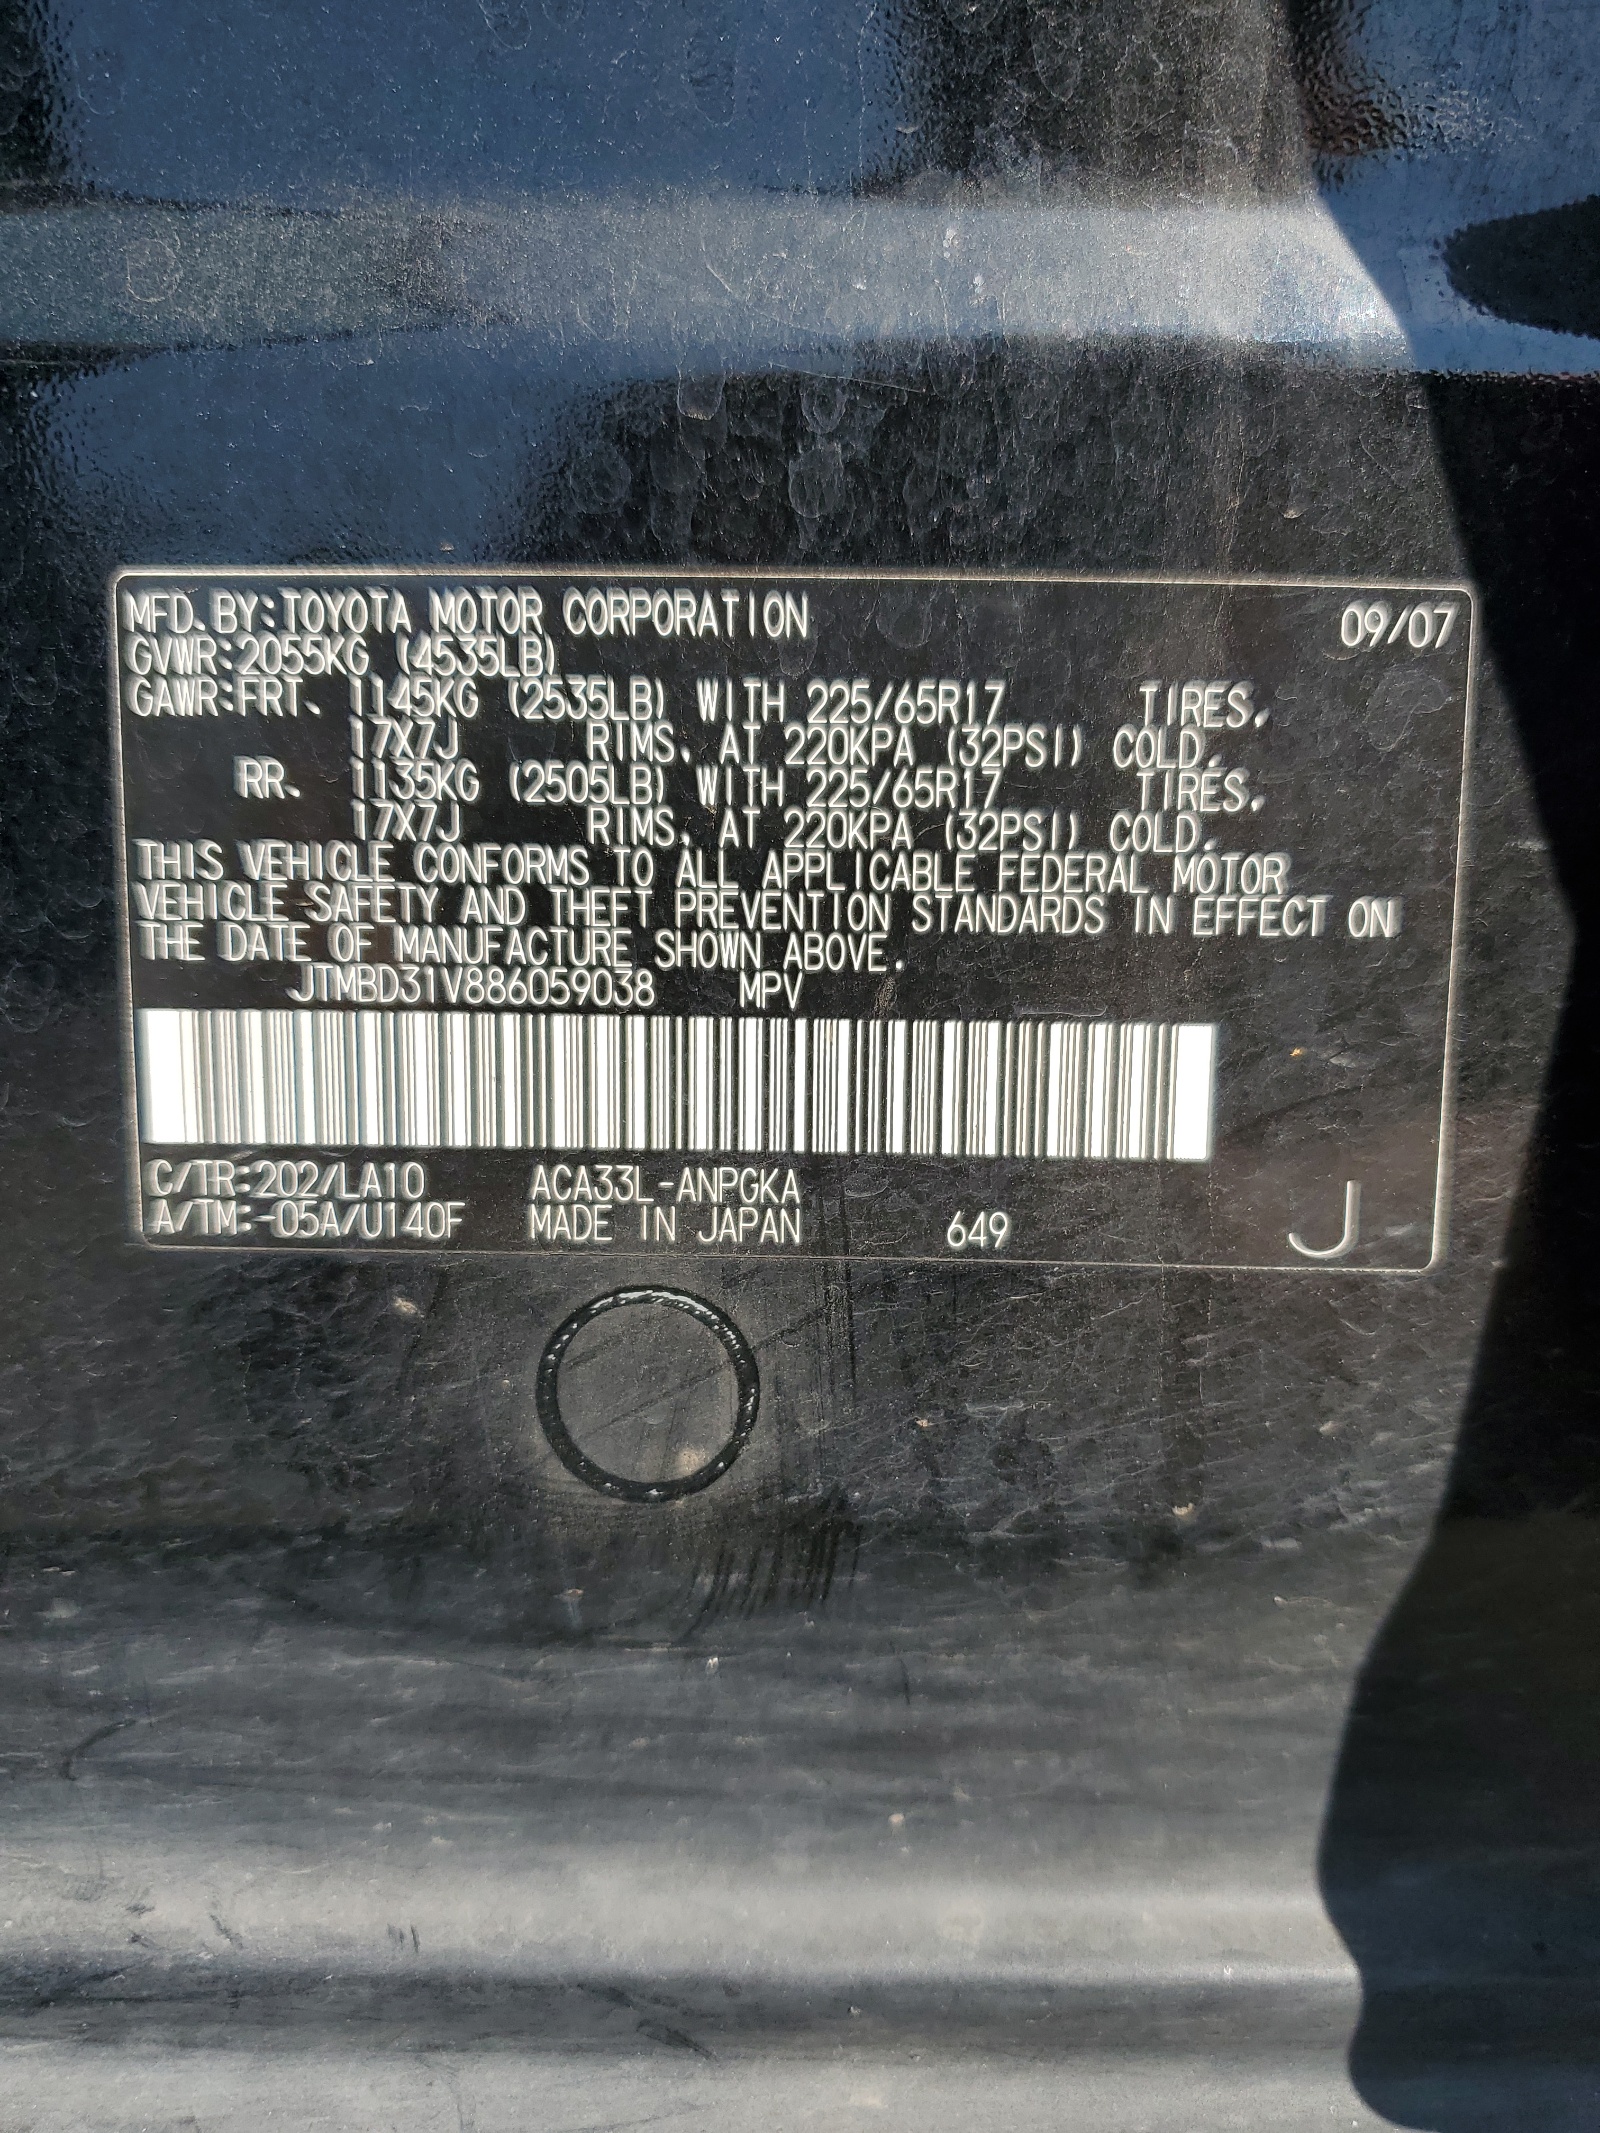 MFD. BY:TOYOTA MOTOR CORPORATION 09/07
GVWR:2055KG (4535LB)
GAWR:FRT. 1145KG (2535LB) WITH 225/65R17 TIRES,
17X7J RIMS, AT 220KPA (32PSI) COLD.
RR. 1135KG (2505LB) WITH 225/65R17 TIRES,
17X7J RIMS, AT 220KPA (32PSI) COLD.
THIS VEHICLE CONFORMS TO ALL APPLICABLE FEDERAL MOTOR
VEHICLE SAFETY AND THEFT PREVENTION STANDARDS IN EFFECT ON
THE DATE OF MANUFACTURE SHOWN ABOVE.
JTMBD31V886059038 MPV
C/TR:202/LA10 ACA33L-ANPGKA
A/TM:-05A/U140F MADE IN JAPAN 649 J